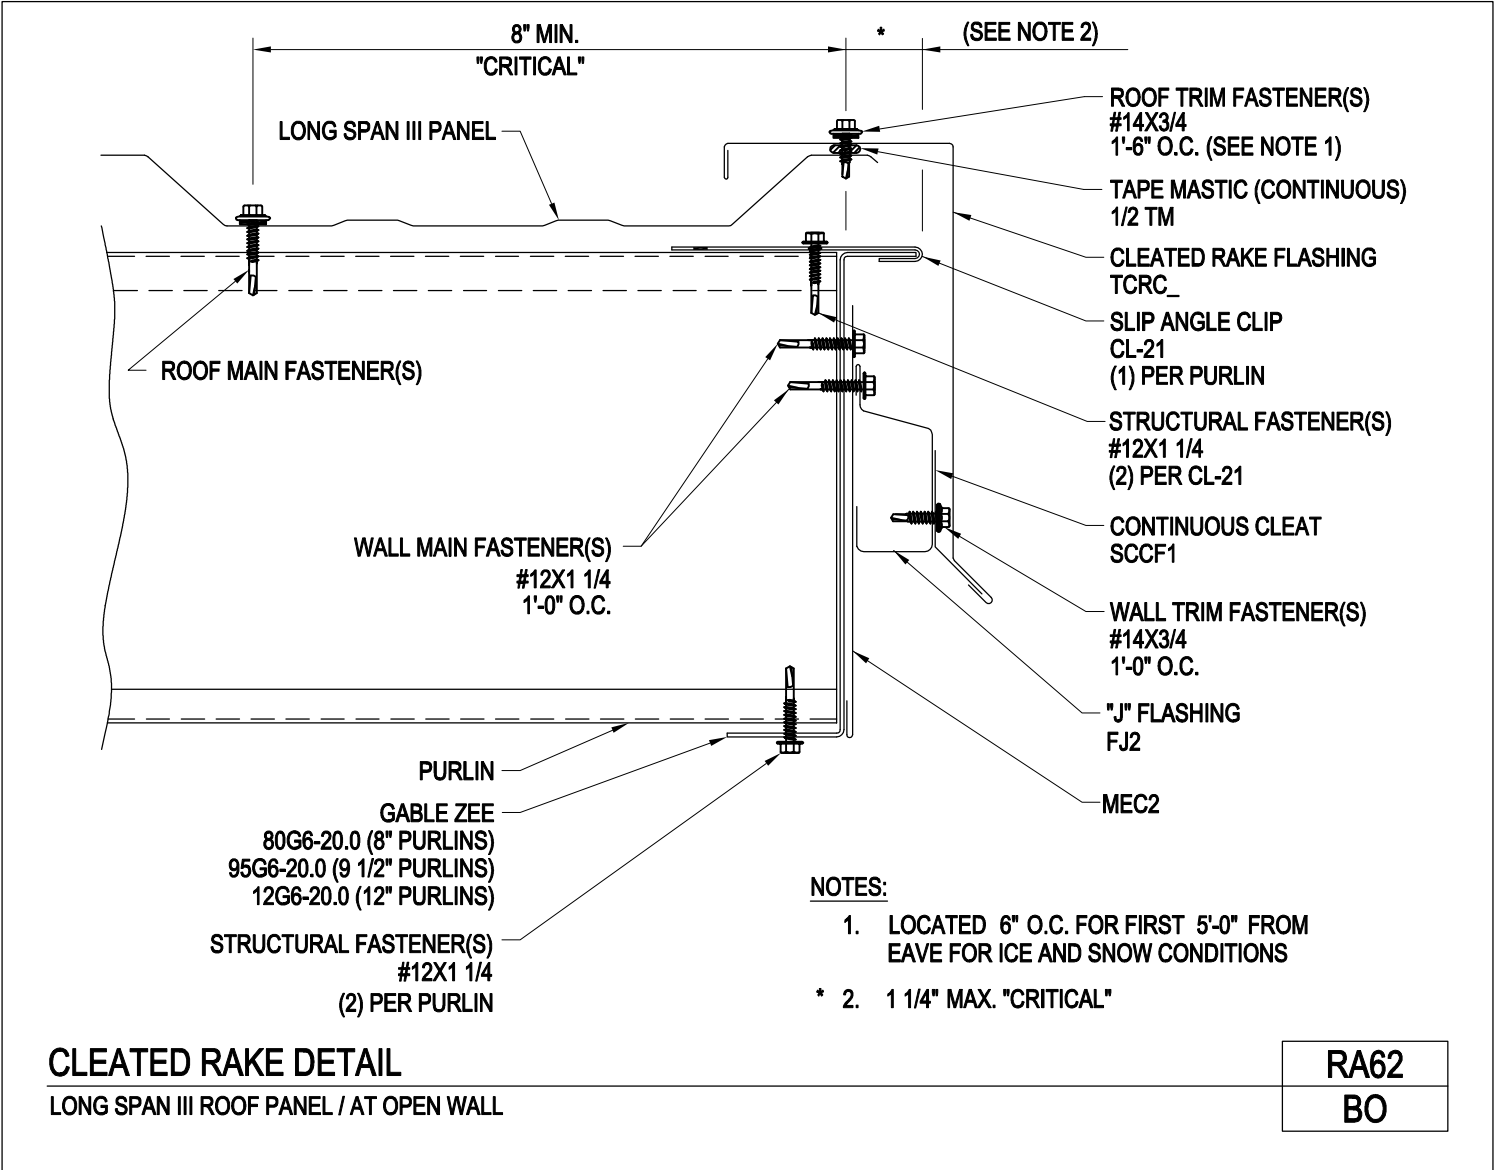 8" MIN.
"CRITICAL"
*
(SEE NOTE 2)
LONG SPAN III PANEL
ROOF TRIM FASTENER(S)
#14X3/4
1'-6" O.C. (SEE NOTE 1)
TAPE MASTIC (CONTINUOUS)
1/2 TM
CLEATED RAKE FLASHING
TCRC_
SLIP ANGLE CLIP
CL-21
(1) PER PURLIN
ROOF MAIN FASTENER(S)
STRUCTURAL FASTENER(S)
#12X1 1/4
(2) PER CL-21
CONTINUOUS CLEAT
SCCF1
WALL MAIN FASTENER(S)
#12X1 1/4
1'-0" O.C.
WALL TRIM FASTENER(S)
#14X3/4
1'-0" O.C.
"J" FLASHING
FJ2
MEC2
PURLIN
GABLE ZEE
80G6-20.0 (8" PURLINS)
95G6-20.0 (9 1/2" PURLINS)
12G6-20.0 (12" PURLINS)
STRUCTURAL FASTENER(S)
#12X1 1/4
(2) PER PURLIN
NOTES:
1. LOCATED 6" O.C. FOR FIRST 5'-0" FROM
EAVE FOR ICE AND SNOW CONDITIONS
* 2. 1 1/4" MAX. "CRITICAL"
CLEATED RAKE DETAIL
LONG SPAN III ROOF PANEL / AT OPEN WALL
RA62
BO